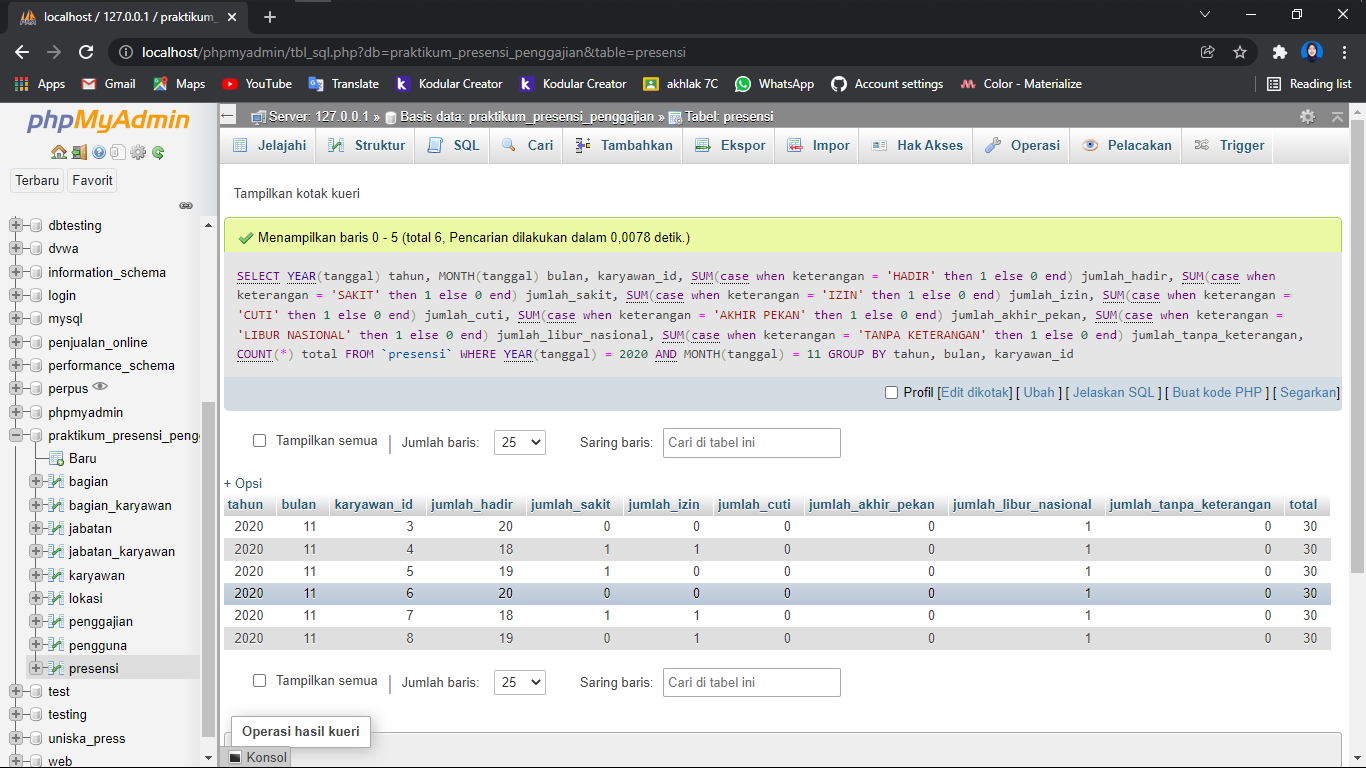 localhost / 127.0.0.1 / praktikum_
localhost/phpmyadmin/tbl_sql.php?db=praktikum_presensi_penggajian&table=presensi
Apps Gmail Maps YouTube Translate Kodular Creator Kodular Creator akhlak 7C WhatsApp Account settings Color - Materialize Reading list
phpMyAdmin
Terbaru Favorit
dbtesting
dvwa
information_schema
login
mysql
penjualan_online
performance_schema
perpus
phpmyadmin
praktikum_presensi_peng
Baru
bagian
bagian_karyawan
jabatan
jabatan_karyawan
karyawan
lokasi
penggajian
pengguna
presensi
test
testing
uniska_press
web
Server: 127.0.0.1 » Basis data: praktikum_presensi_penggajian » Tabel: presensi
Jelajahi Struktur SQL Cari Tambahkan Ekspor Impor Hak Akses Operasi Pelacakan Trigger
Tampilkan kotak kueri
Menampilkan baris 0 - 5 (total 6, Pencarian dilakukan dalam 0,0078 detik.)
SELECT YEAR(tanggal) tahun, MONTH(tanggal) bulan, karyawan_id, SUM(case when keterangan = 'HADIR' then 1 else 0 end) jumlah_hadir, SUM(case when
keterangan = 'SAKIT' then 1 else 0 end) jumlah_sakit, SUM(case when keterangan = 'IZIN' then 1 else 0 end) jumlah_izin, SUM(case when keterangan =
'CUTI' then 1 else 0 end) jumlah_cuti, SUM(case when keterangan = 'AKHIR PEKAN' then 1 else 0 end) jumlah_akhir_pekan, SUM(case when keterangan =
'LIBUR NASIONAL' then 1 else 0 end) jumlah_libur_nasional, SUM(case when keterangan = 'TANPA KETERANGAN' then 1 else 0 end) jumlah_tanpa_keterangan,
COUNT(*) total FROM `presensi` WHERE YEAR(tanggal) = 2020 AND MONTH(tanggal) = 11 GROUP BY tahun, bulan, karyawan_id
Profil [Edit dikotak] [ Ubah ] [ Jelaskan SQL ] [ Buat kode PHP ] [ Segarkan]
Tampilkan semua | Jumlah baris: 25 Saring baris: Cari di tabel ini
+ Opsi
tahun bulan karyawan_id jumlah_hadir jumlah_sakit jumlah_izin jumlah_cuti jumlah_akhir_pekan jumlah_libur_nasional jumlah_tanpa_keterangan total
2020 11 3 20 0 0 0 0 1 0 30
2020 11 4 18 1 1 0 0 1 0 30
2020 11 5 19 1 0 0 0 1 0 30
2020 11 6 20 0 0 0 0 1 0 30
2020 11 7 18 1 1 0 0 1 0 30
2020 11 8 19 0 1 0 0 1 0 30
Tampilkan semua | Jumlah baris: 25 Saring baris: Cari di tabel ini
Operasi hasil kueri
Konsol